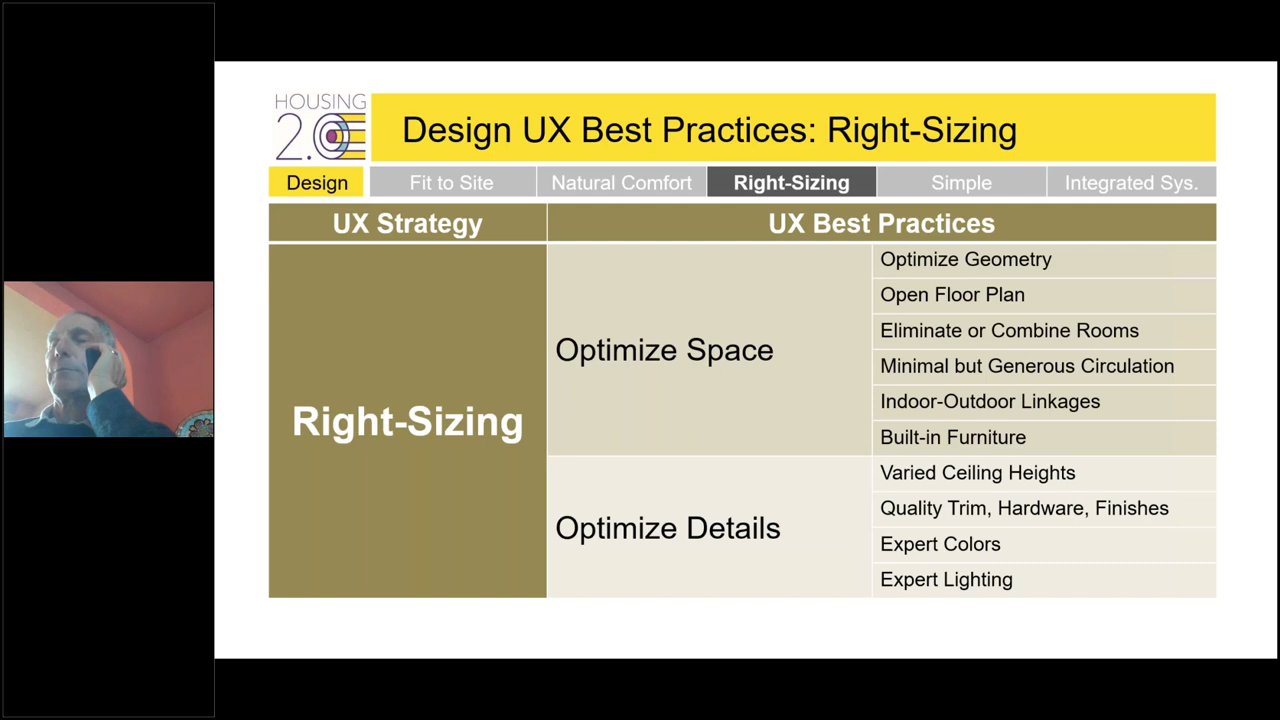 HOUSING
2.0
Design UX Best Practices: Right-Sizing
Design
Fit to Site
Natural Comfort
Right-Sizing
Simple
Integrated Sys.
UX Strategy
UX Best Practices
Right-Sizing
Optimize Space
Optimize Geometry
Open Floor Plan
Eliminate or Combine Rooms
Minimal but Generous Circulation
Indoor-Outdoor Linkages
Built-in Furniture
Optimize Details
Varied Ceiling Heights
Quality Trim, Hardware, Finishes
Expert Colors
Expert Lighting